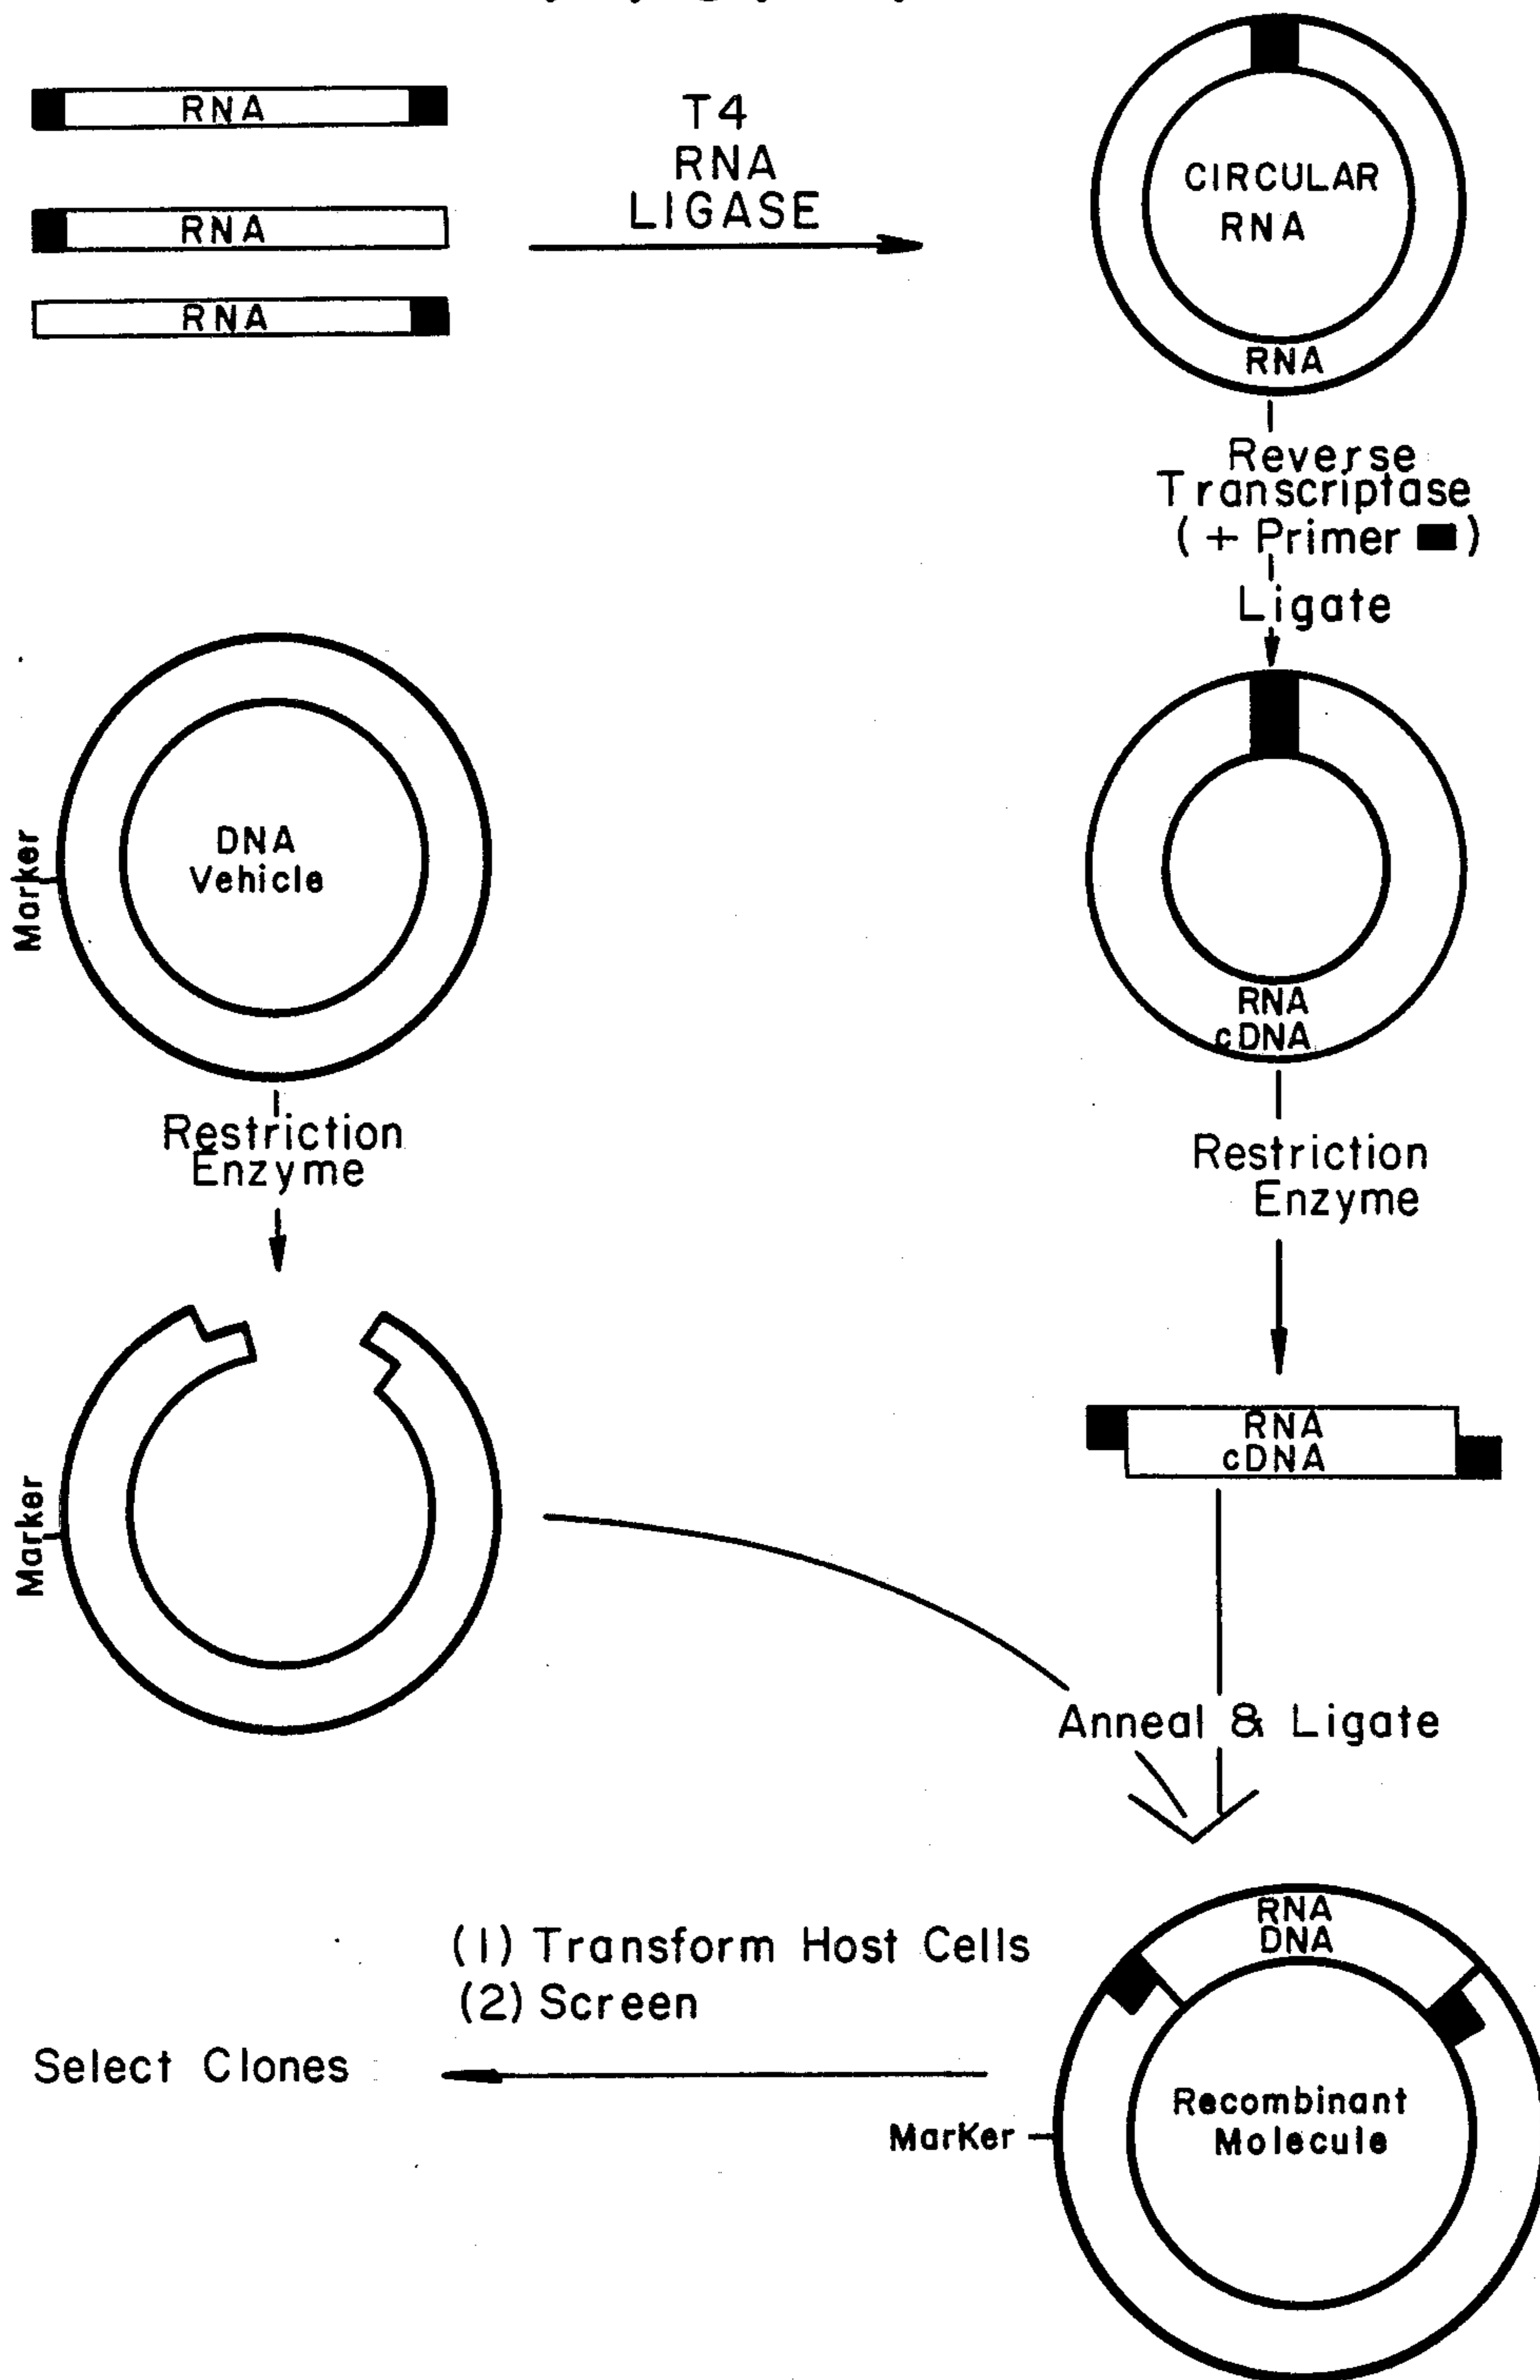 RNA
RNA
RNA
T4
RNA
LIGASE
CIRCULAR
RNA
RNA
Reverse
Transcriptase
( + Primer ■ )
Ligate
Marker
DNA
Vehicle
RNA
cDNA
Restriction
Enzyme
Restriction
Enzyme
Marker
RNA
cDNA
Anneal & Ligate
(1) Transform Host Cells
(2) Screen
Select Clones
RNA
DNA
MarKer
Recombinant
Molecule